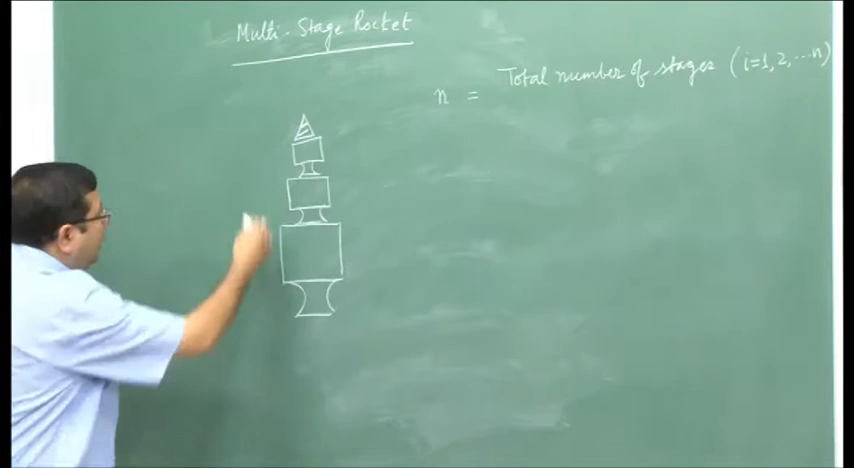 Multi-Stage Rocket
n = Total number of stages (i=1,2,...n)